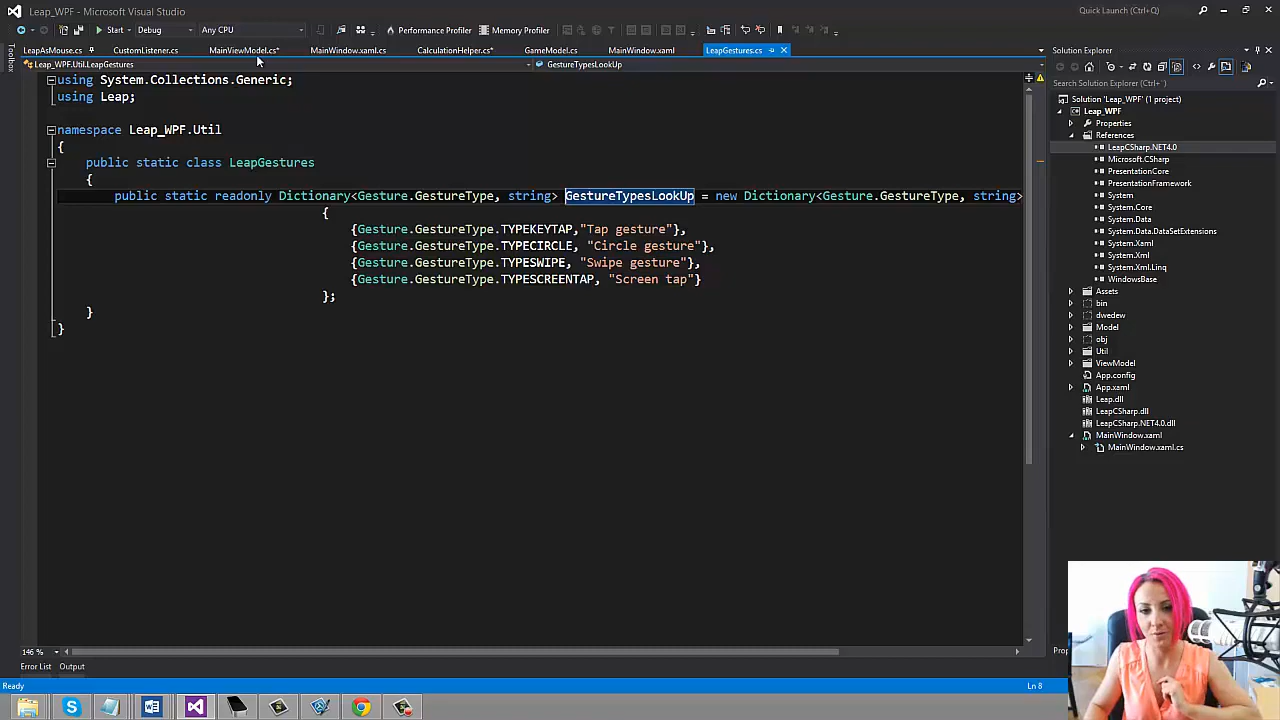 Leap_WPF - Microsoft Visual Studio
Quick Launch (Ctrl+Q)
Start
Debug
Any CPU
Performance Profiler
Memory Profiler
LeapAsMouse.cs
CustomListener.cs
MainViewModel.cs*
MainWindow.xaml.cs
CalculationHelper.cs*
GameModel.cs
MainWindow.xaml
LeapGestures.cs
Toolbox
Leap_WPF.Util.LeapGestures
GestureTypesLookUp
using System.Collections.Generic;
using Leap;
namespace Leap_WPF.Util
{
public static class LeapGestures
{
public static readonly Dictionary<Gesture.GestureType, string> GestureTypesLookUp = new Dictionary<Gesture.GestureType, string>
{
{Gesture.GestureType.TYPEKEYTAP,"Tap gesture"},
{Gesture.GestureType.TYPECIRCLE, "Circle gesture"},
{Gesture.GestureType.TYPESWIPE, "Swipe gesture"},
{Gesture.GestureType.TYPESCREENTAP, "Screen tap"}
};
}
}
146 %
Error List
Output
Ready
Ln 8
Solution Explorer
Search Solution Explorer (Ctrl+
Solution 'Leap_WPF' (1 project)
Leap_WPF
Properties
References
LeapCSharp.NET4.0
Microsoft.CSharp
PresentationCore
PresentationFramework
System
System.Core
System.Data
System.Data.DataSetExtensions
System.Xaml
System.Xml
System.Xml.Linq
WindowsBase
Assets
bin
dwedew
Model
obj
Util
ViewModel
App.config
App.xaml
Leap.dll
LeapCSharp.dll
LeapCSharp.NET4.0.dll
MainWindow.xaml
MainWindow.xaml.cs